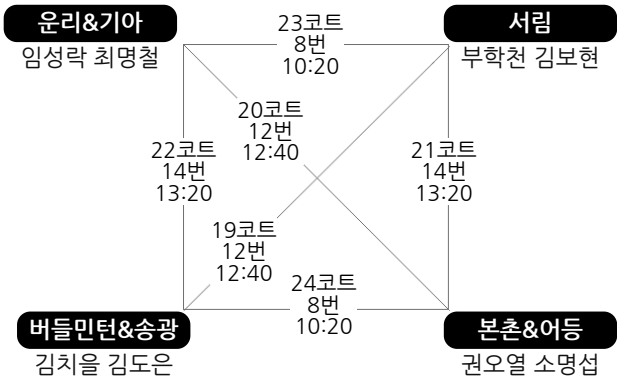 운리&기아
임성락 최명철
23코트
8번
10:20
서림
부학천 김보현
20코트
12번
12:40
22코트
14번
13:20
21코트
14번
13:20
19코트
12번
12:40
24코트
8번
10:20
버들민턴&송광
김치을 김도은
본촌&어등
권오열 소명섭